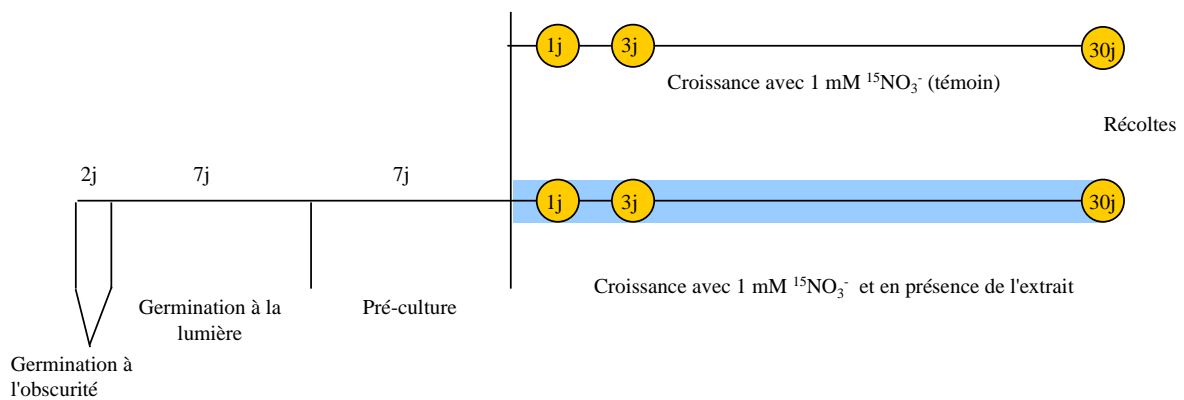 1j 3j 30j
Croissance avec 1 mM ¹⁵NO₃⁻ (témoin)
Récoltes
2j 7j 7j
1j 3j 30j
Croissance avec 1 mM ¹⁵NO₃⁻ et en présence de l'extrait
Germination à la
lumière
Pré-culture
Germination à
l'obscurité